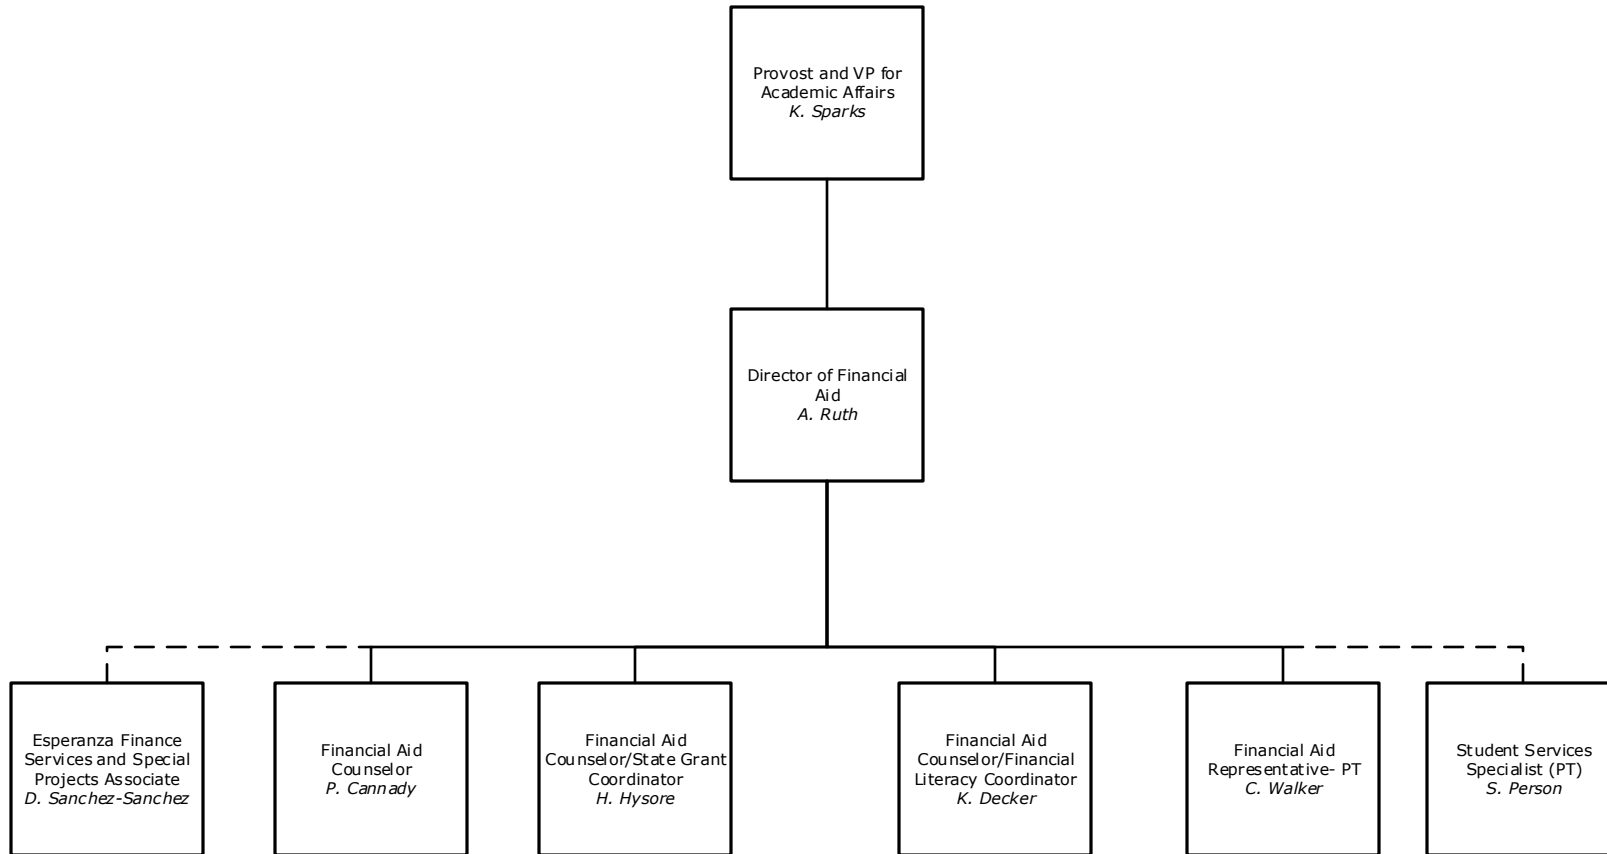 Provost and VP for
Academic Affairs
K. Sparks
Director of Financial
Aid
A. Ruth
Esperanza Finance
Services and Special
Projects Associate
D. Sanchez-Sanchez
Financial Aid
Counselor
P. Cannady
Financial Aid
Counselor/State Grant
Coordinator
H. Hysore
Financial Aid
Counselor/Financial
Literacy Coordinator
K. Decker
Financial Aid
Representative- PT
C. Walker
Student Services
Specialist (PT)
S. Person